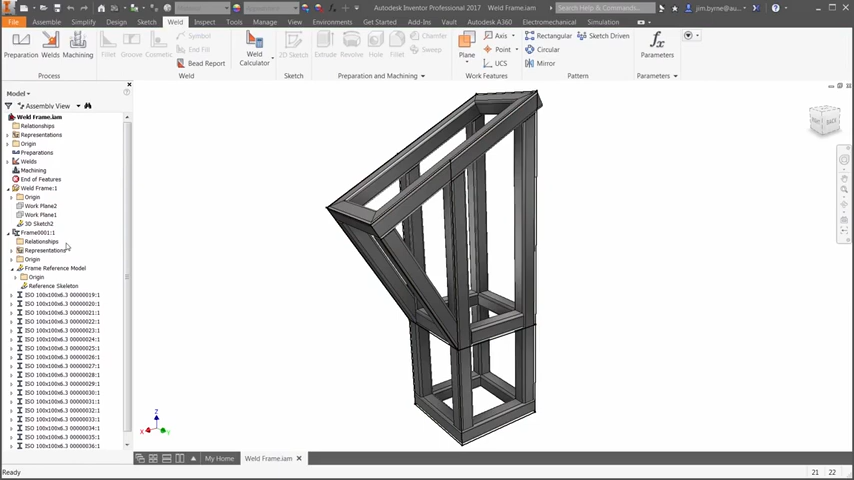 Autodesk Inventor Professional 2017 Weld Frame.iam
Search Help & Commands...
jim.byrne@au...
File Assemble Simplify Design Sketch Weld Inspect Tools Manage View Environments Get Started Add-Ins Vault Autodesk A360 Electromechanical Simulation
Preparation Welds Machining
Process
Fillet Groove Cosmetic
Symbol
End Fill
Bead Report
Weld
Weld
Calculator
2D Sketch
Sketch
Extrude Revolve Hole Fillet
Chamfer
Sweep
Preparation and Machining
Plane
Axis
Point
UCS
Work Features
Rectangular Sketch Driven
Circular
Mirror
Pattern
Parameters
Parameters
Model
Assembly View
Weld Frame.iam
Relationships
Representations
Origin
Preparations
Welds
Machining
End of Features
Weld Frame:1
Origin
Work Plane2
Work Plane1
3D Sketch2
Frame0001:1
Relationships
Representations
Origin
Frame Reference Model
Origin
Reference Skeleton
ISO 100x100x6.3 00000019:1
ISO 100x100x6.3 00000020:1
ISO 100x100x6.3 00000021:1
ISO 100x100x6.3 00000022:1
ISO 100x100x6.3 00000023:1
ISO 100x100x6.3 00000024:1
ISO 100x100x6.3 00000025:1
ISO 100x100x6.3 00000026:1
ISO 100x100x6.3 00000027:1
ISO 100x100x6.3 00000028:1
ISO 100x100x6.3 00000029:1
ISO 100x100x6.3 00000030:1
ISO 100x100x6.3 00000031:1
ISO 100x100x6.3 00000032:1
ISO 100x100x6.3 00000033:1
ISO 100x100x6.3 00000034:1
ISO 100x100x6.3 00000035:1
ISO 100x100x6.3 00000036:1
BACK
Z
X
Y
My Home Weld Frame.iam
Ready
21 22